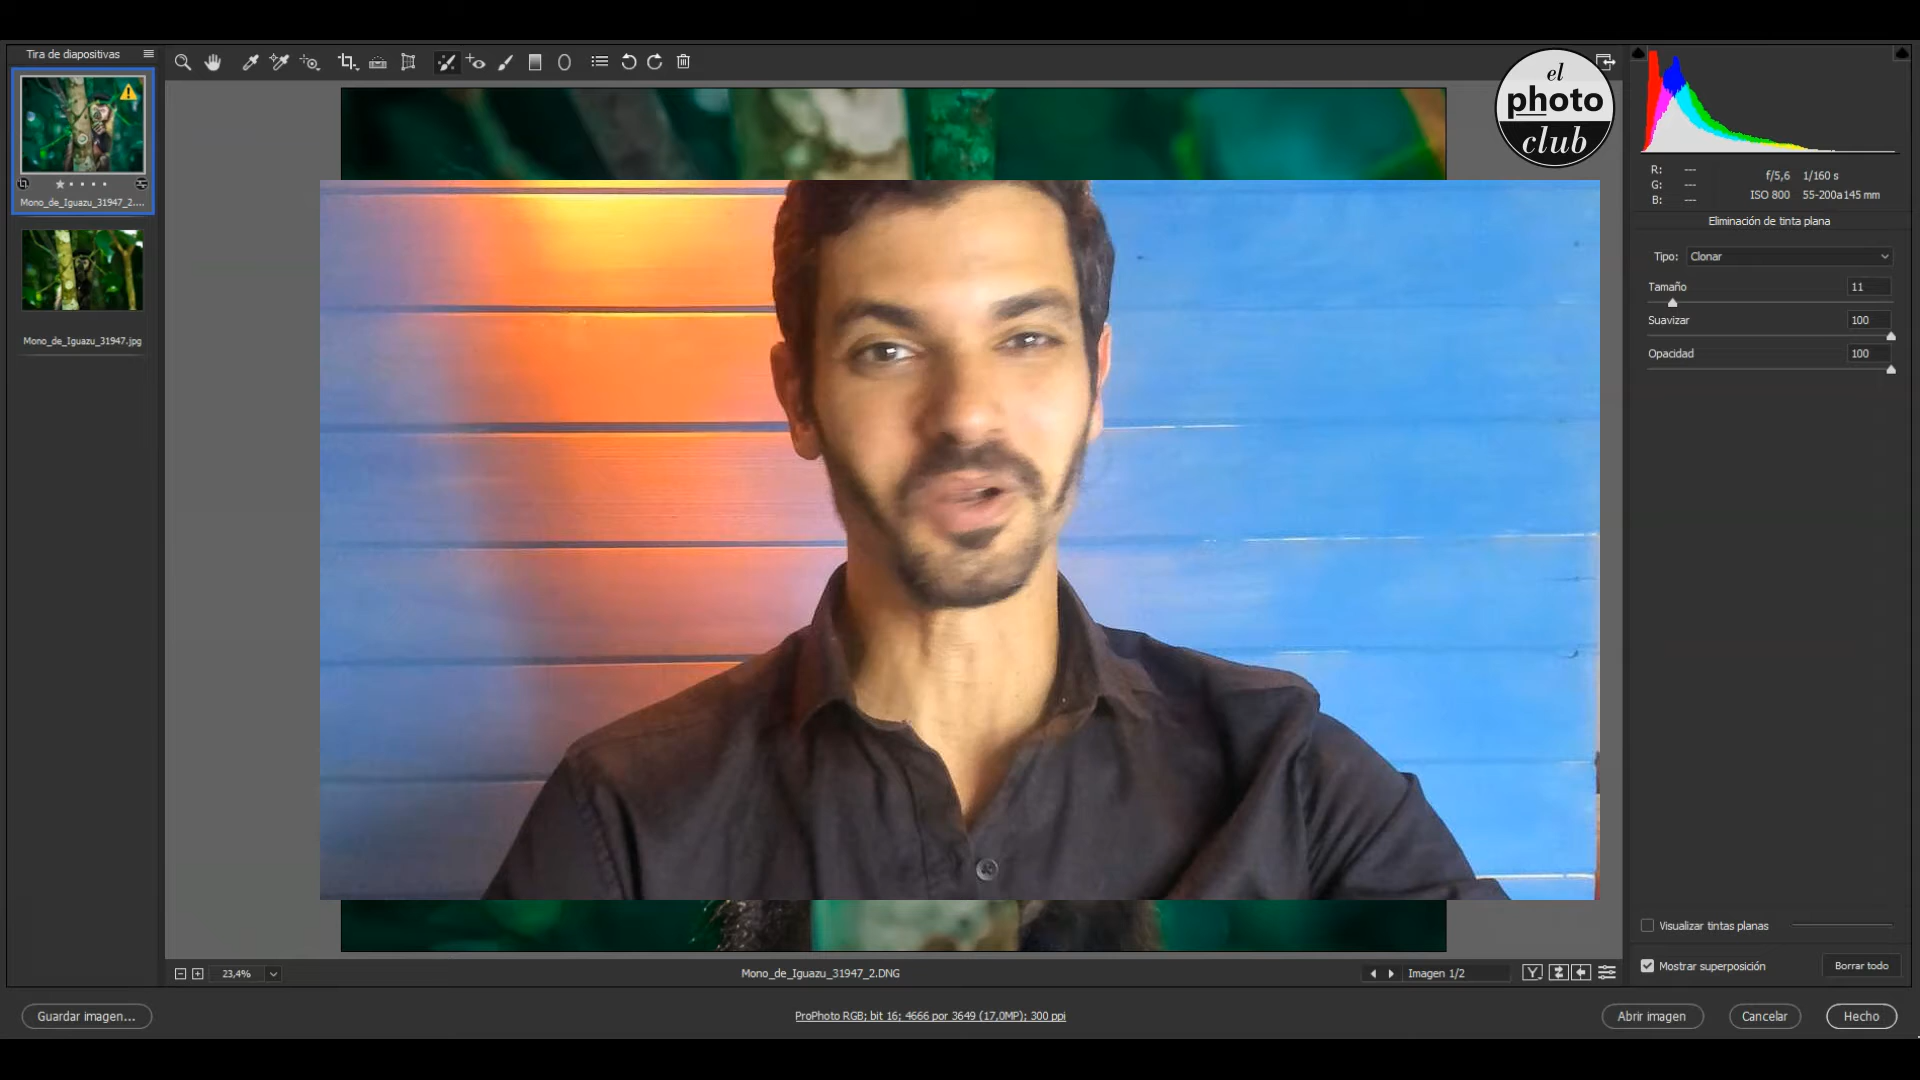 Tira de diapositivas
Mono_de_Iguazu_31947_2....
Mono_de_Iguazu_31947.jpg
el
photo
club
R: ---
G: ---
B: ---
f/5,6 1/160 s
ISO 800 55-200a145 mm
Eliminación de tinta plana
Tipo: Clonar
Tamaño 11
Suavizar 100
Opacidad 100
Visualizar tintas planas
Mostrar superposición Borrar todo
23,4% Mono_de_Iguazu_31947_2.DNG Imagen 1/2 Y
Guardar imagen... ProPhoto RGB; bit 16; 4666 por 3649 (17,0MP); 300 ppi Abrir imagen Cancelar Hecho